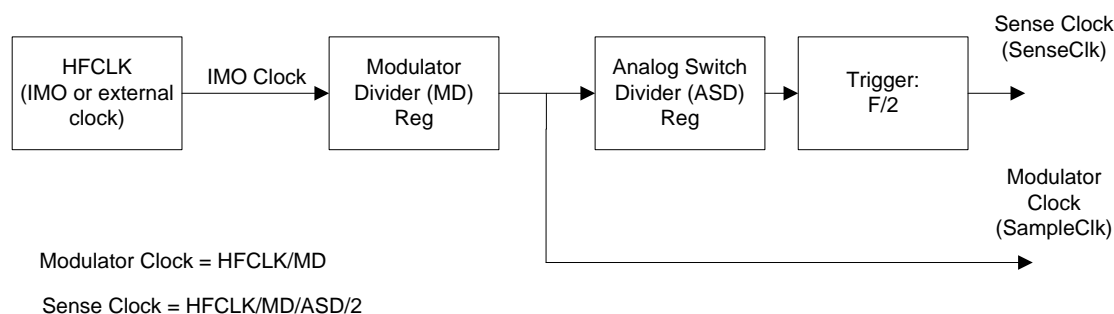 HFCLK
(IMO or external
clock)
IMO Clock
Modulator
Divider (MD)
Reg
Analog Switch
Divider (ASD)
Reg
Trigger:
F/2
Sense Clock
(SenseClk)
Modulator
Clock
(SampleClk)
Modulator Clock = HFCLK/MD
Sense Clock = HFCLK/MD/ASD/2